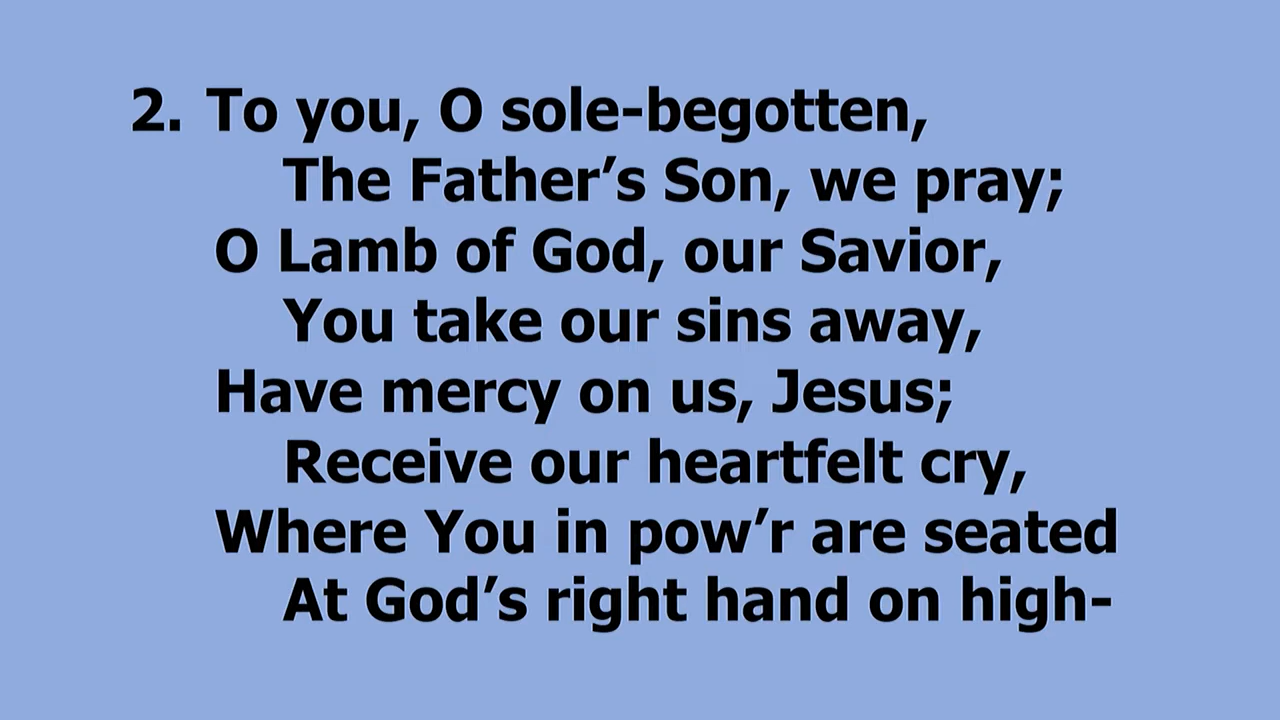 2. To you, O sole-begotten,
The Father’s Son, we pray;
O Lamb of God, our Savior,
You take our sins away,
Have mercy on us, Jesus;
Receive our heartfelt cry,
Where You in pow’r are seated
At God’s right hand on high-